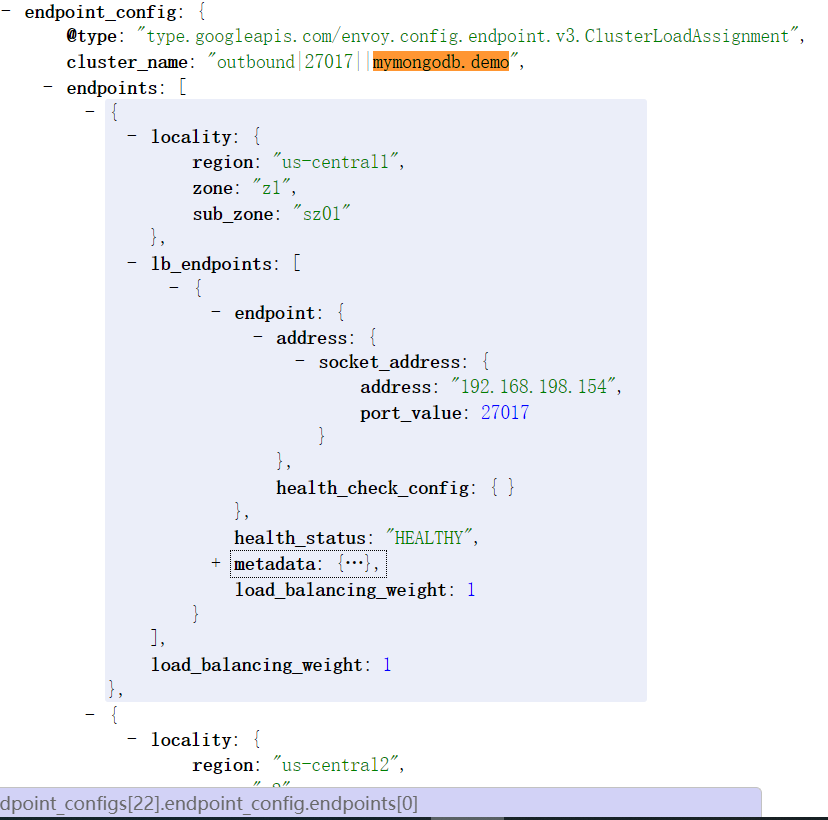 - endpoint_config: {
@type: "type.googleapis.com/envoy.config.endpoint.v3.ClusterLoadAssignment",
cluster_name: "outbound|27017||mymongodb.demo",
- endpoints: [
- {
- locality: {
region: "us-central1",
zone: "z1",
sub_zone: "sz01"
},
- lb_endpoints: [
- {
- endpoint: {
- address: {
- socket_address: {
address: "192.168.198.154",
port_value: 27017
}
},
health_check_config: { }
},
health_status: "HEALTHY",
+ metadata: {…},
load_balancing_weight: 1
}
],
load_balancing_weight: 1
},
- {
- locality: {
region: "us-central2",
dpoint_configs[22].endpoint_config.endpoints[0]